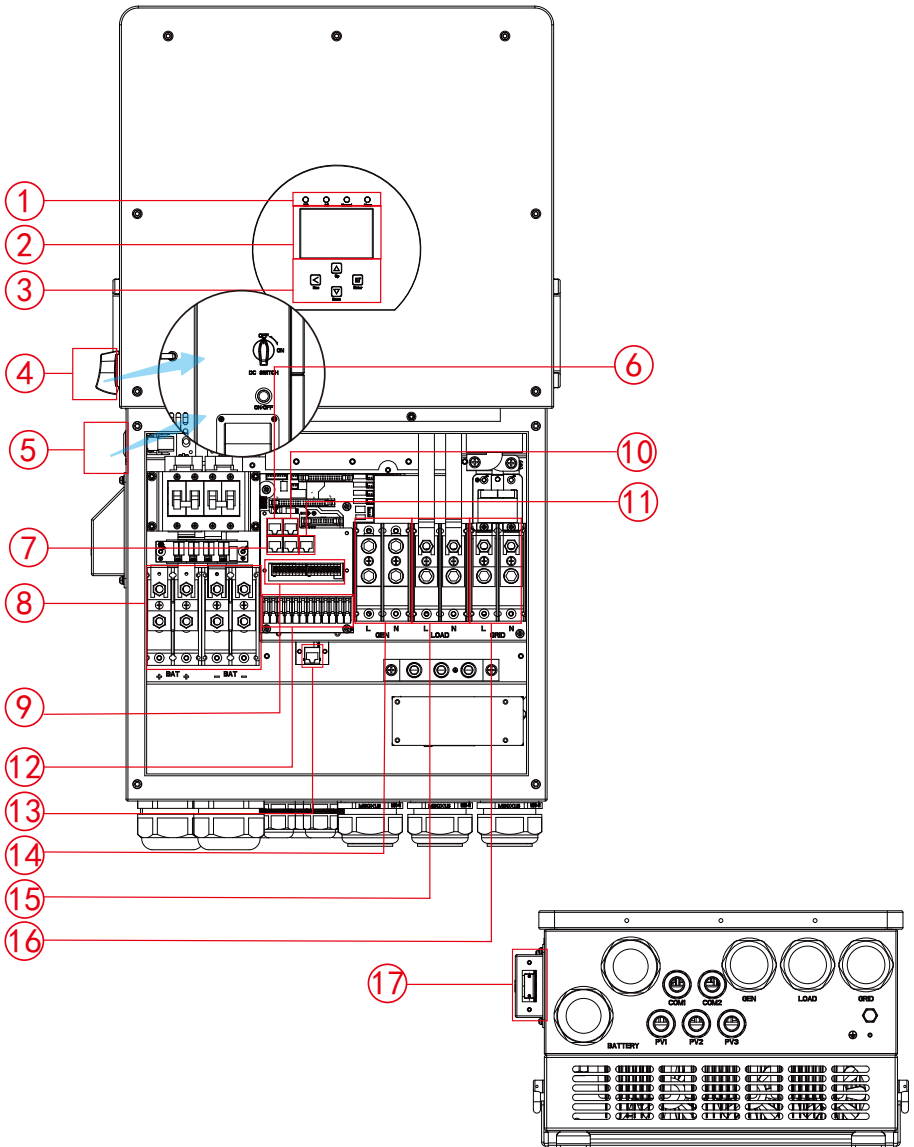 ①
②
③
OFF
ON
DC SWITCH
ON/OFF
④
⑥
⑤
⑩
⑪
⑦
⑧
L N L N L N
GEN LOAD GRID
+ BAT + − BAT −
⑨
⑫
⑬
⑭
⑮
⑯
⑰
COM1 COM2 GEN LOAD GRID
BATTERY PV1 PV2 PV3